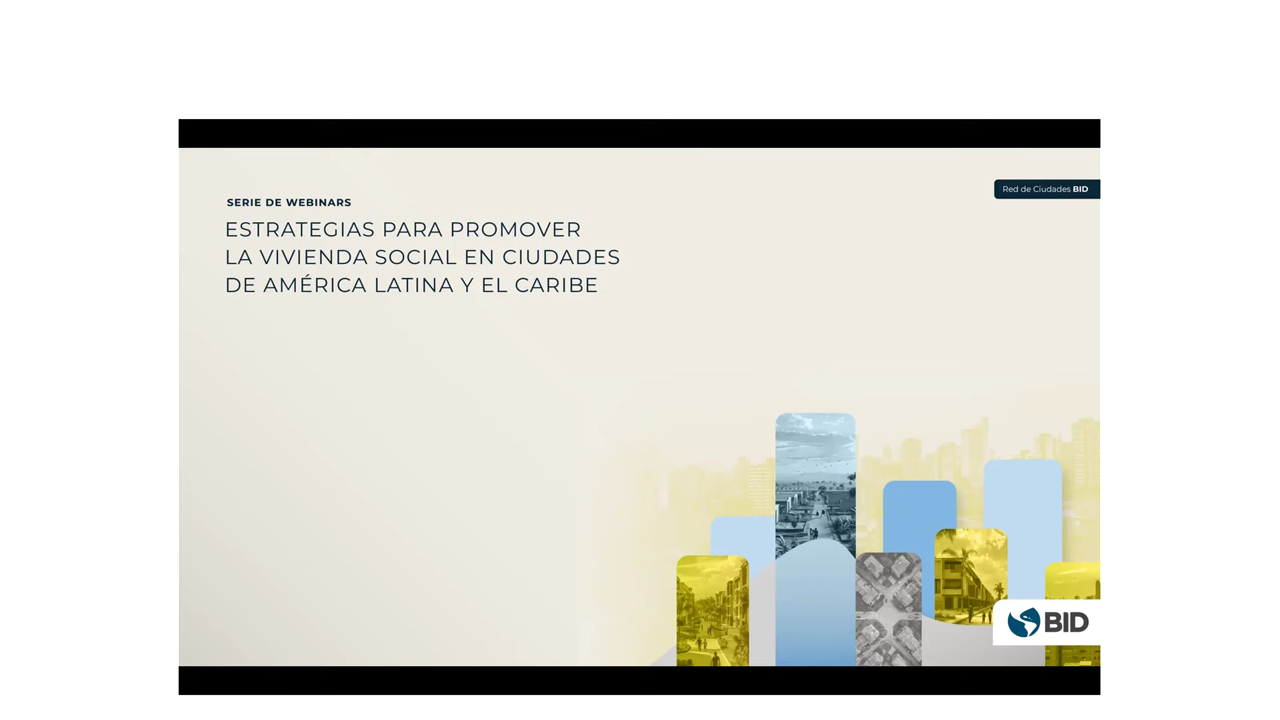 Red de Ciudades BID
SERIE DE WEBINARS
ESTRATEGIAS PARA PROMOVER
LA VIVIENDA SOCIAL EN CIUDADES
DE AMÉRICA LATINA Y EL CARIBE
BID